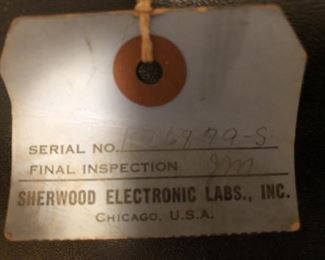 SERIAL NO.
FINAL INSPECTION
SHERWOOD ELECTRONIC LABS., INC.
CHICAGO, U.S.A.